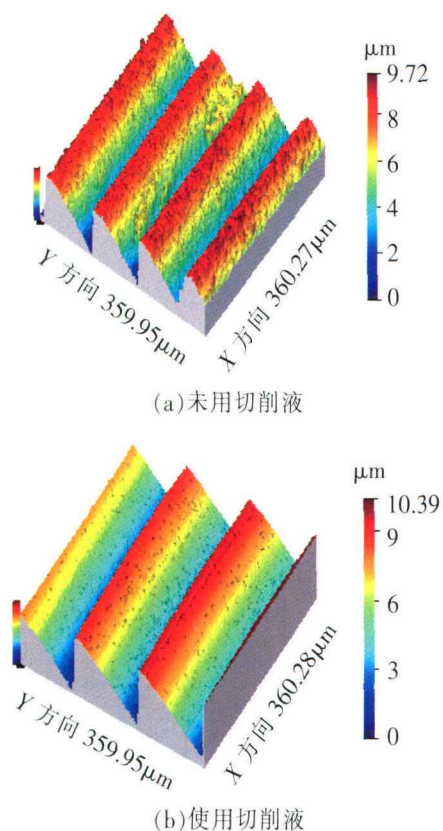 μm
9.72
8
6
4
2
0
Y 方向 359.95μm
X 方向 360.27μm
(a)未用切削液
μm
10.39
9
6
3
0
Y 方向 359.95μm
X 方向 360.28μm
(b)使用切削液